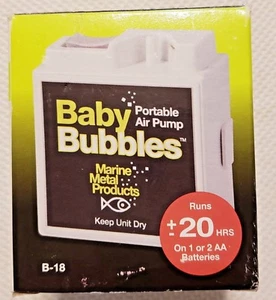 Baby
Bubbles™
Portable
Air Pump
Marine
Metal
Products
Keep Unit Dry
Runs
± 20 HRS
On 1 or 2 AA
Batteries
B-18